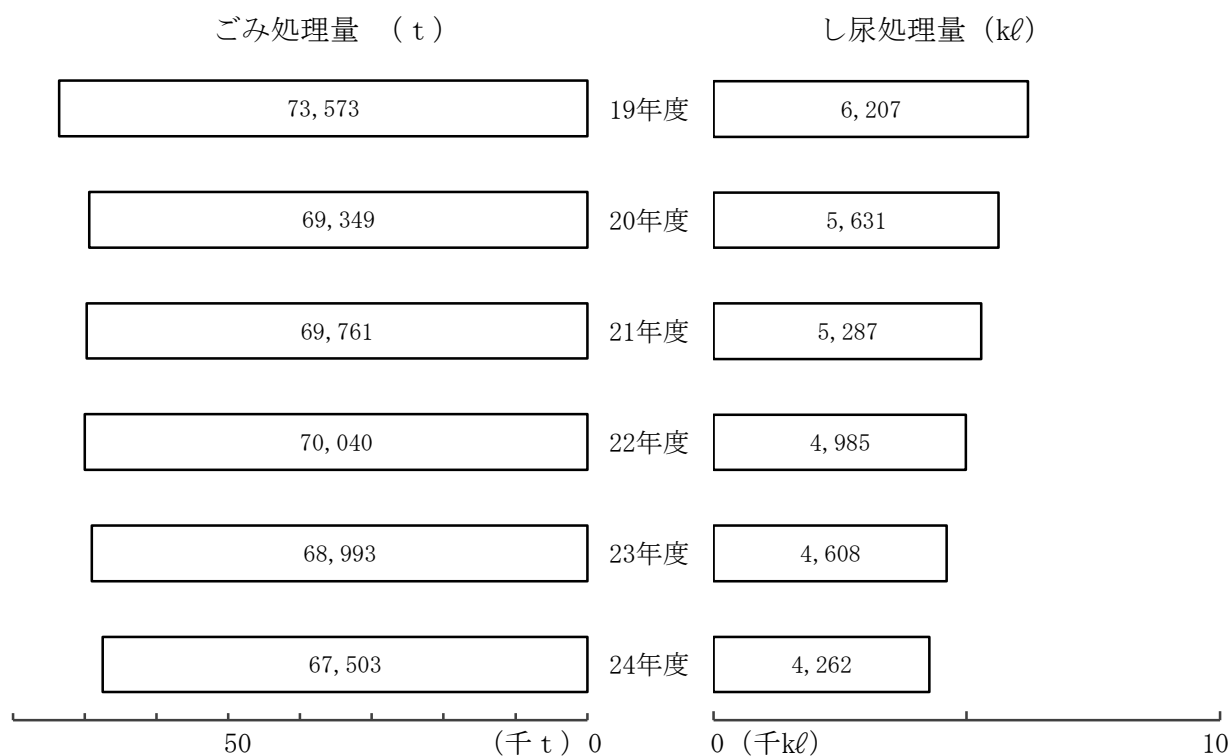 ごみ処理量 （ｔ） し尿処理量（kℓ）
73,573 19年度 6,207
69,349 20年度 5,631
69,761 21年度 5,287
70,040 22年度 4,985
68,993 23年度 4,608
67,503 24年度 4,262
50 （千ｔ）0 0（千kℓ） 10